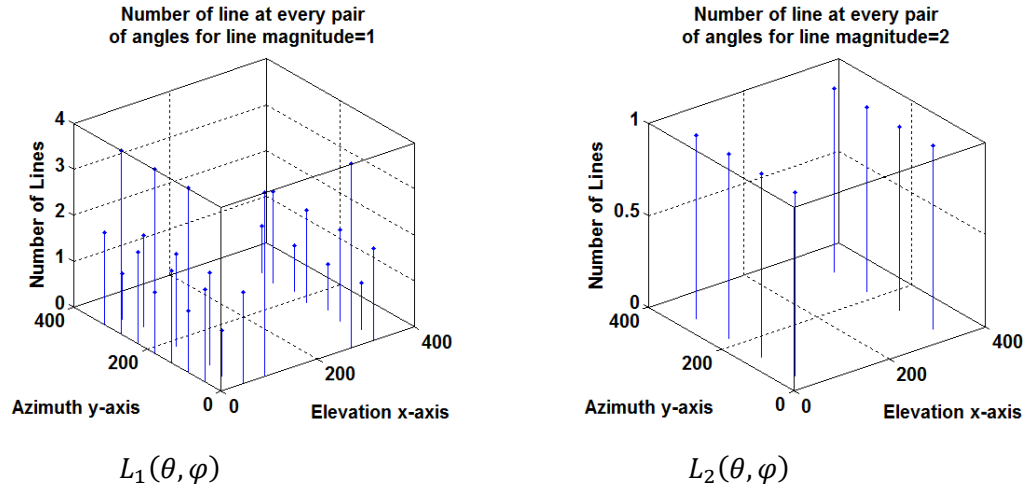 Number of line at every pair
of angles for line magnitude=1
4
3
2
1
0
Number of Lines
400
200
0
Azimuth y-axis
0
200
400
Elevation x-axis
L₁(θ, φ)
Number of line at every pair
of angles for line magnitude=2
1
0.5
0
Number of Lines
400
200
0
Azimuth y-axis
0
200
400
Elevation x-axis
L₂(θ, φ)